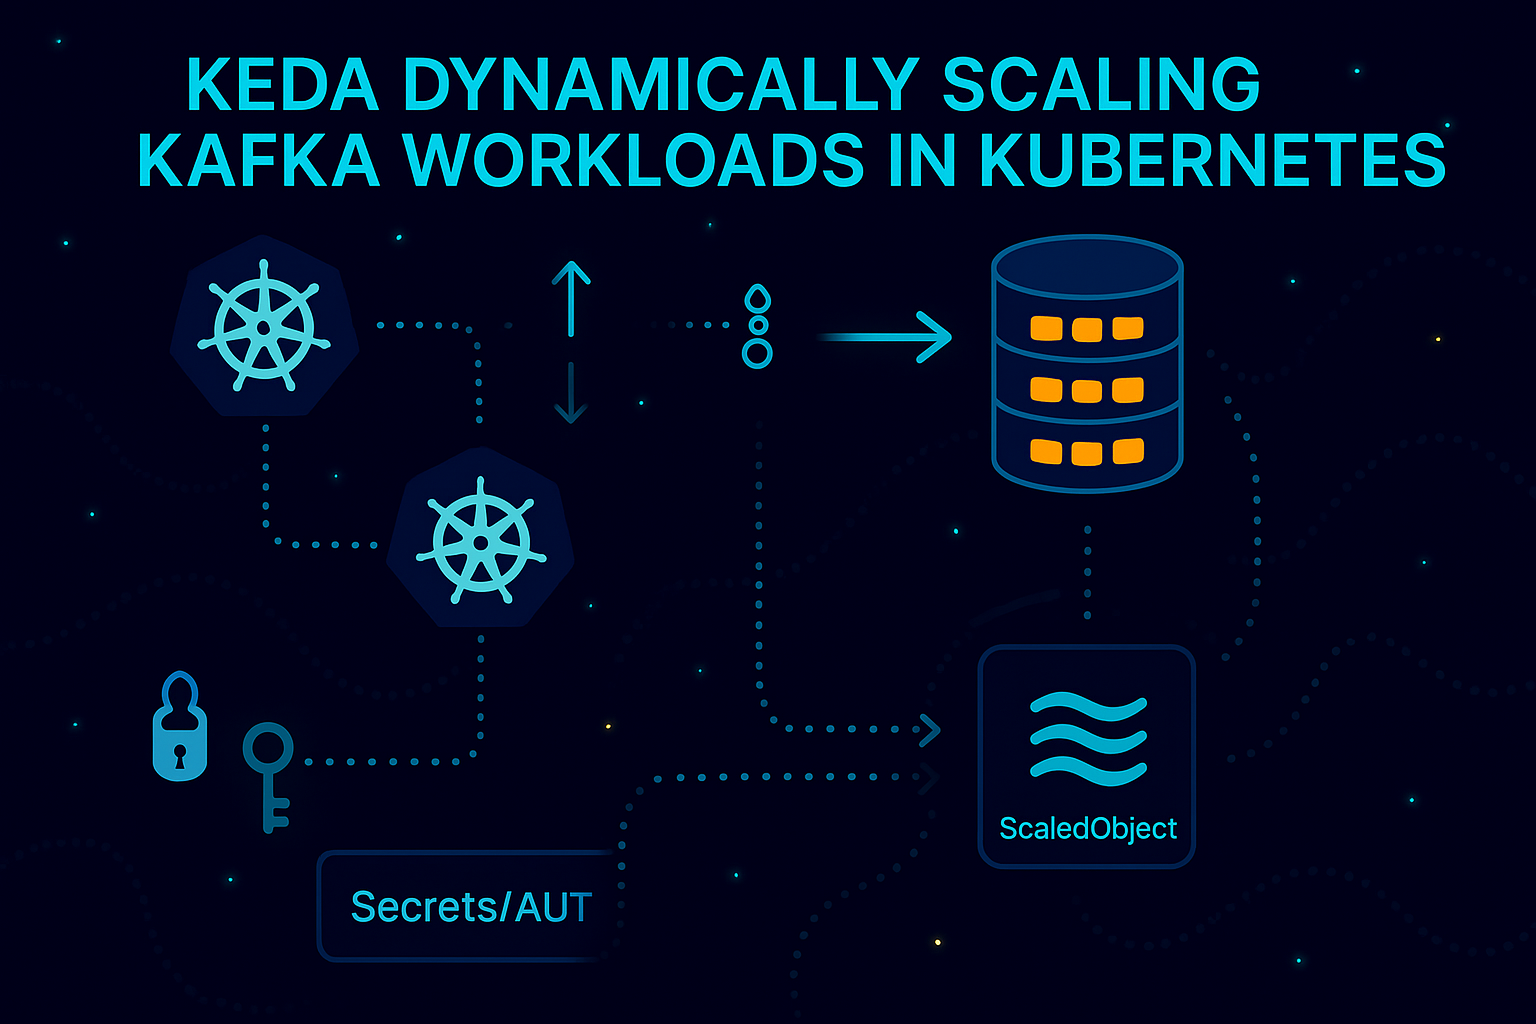 KEDA DYNAMICALLY SCALING
KAFKA WORKLOADS IN KUBERNETES
ScaledObject
Secrets/AUT